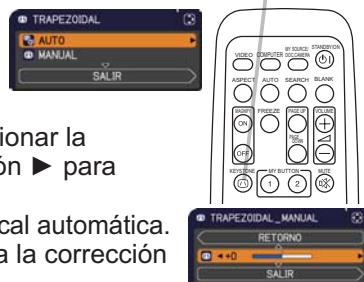 TRAPEZOIDAL
AUTO
MANUAL
SALIR
VIDEO
COMPUTER
MY SOURCE/
DOC.CAMERA
STANDBY/ON
ASPECT
AUTO
SEARCH
BLANK
MAGNIFY
ON
OFF
FREEZE
PAGE UP
PAGE
DOWN
VOLUME
+
-
KEYSTONE
MY BUTTON
1
2
MUTE
ionar la
ón ► para
cal automática.
a la corrección
TRAPEZOIDAL_MANUAL
RETORNO
+0
SALIR